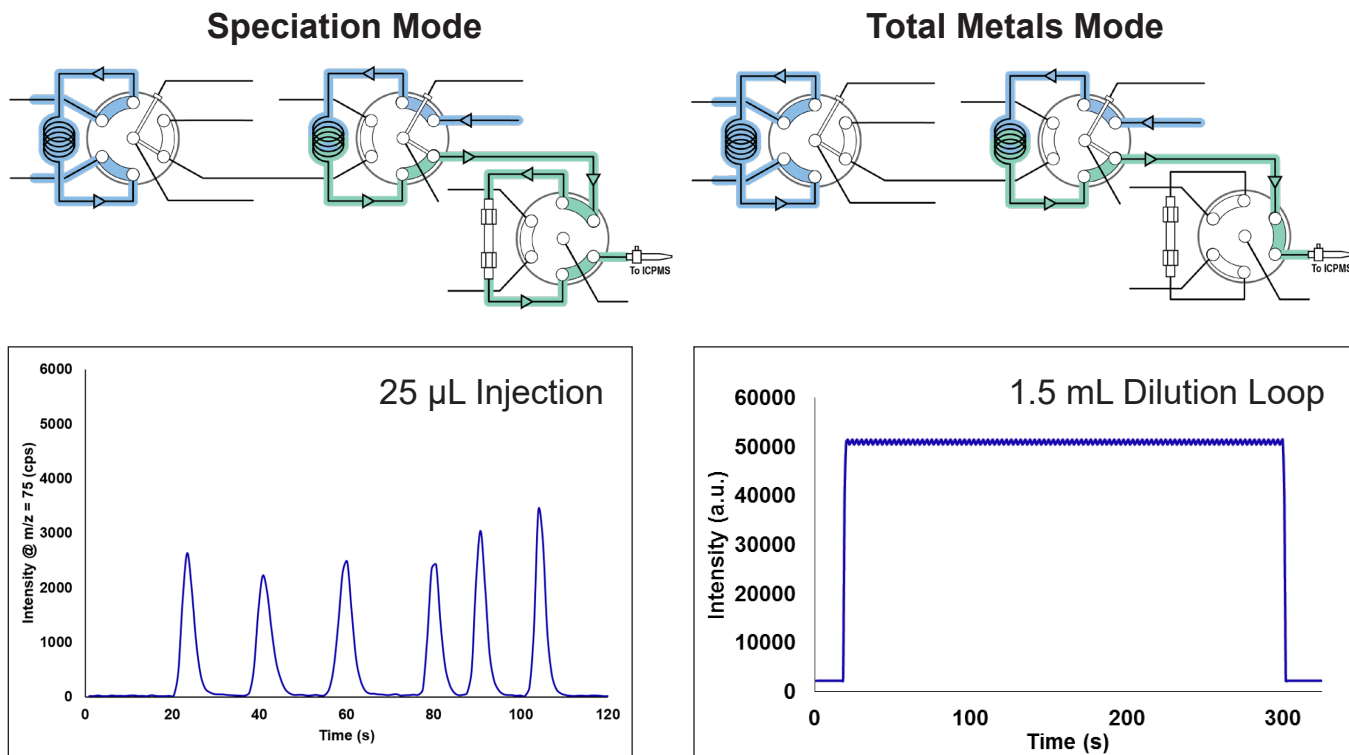 Speciation Mode
Total Metals Mode
To ICPMS
To ICPMS
25 µL Injection
Intensity @ m/z = 75 (cps)
6000
5000
4000
3000
2000
1000
0
0 20 40 60 80 100 120
Time (s)
1.5 mL Dilution Loop
Intensity (a.u.)
60000
50000
40000
30000
20000
10000
0
0 100 200 300
Time (s)